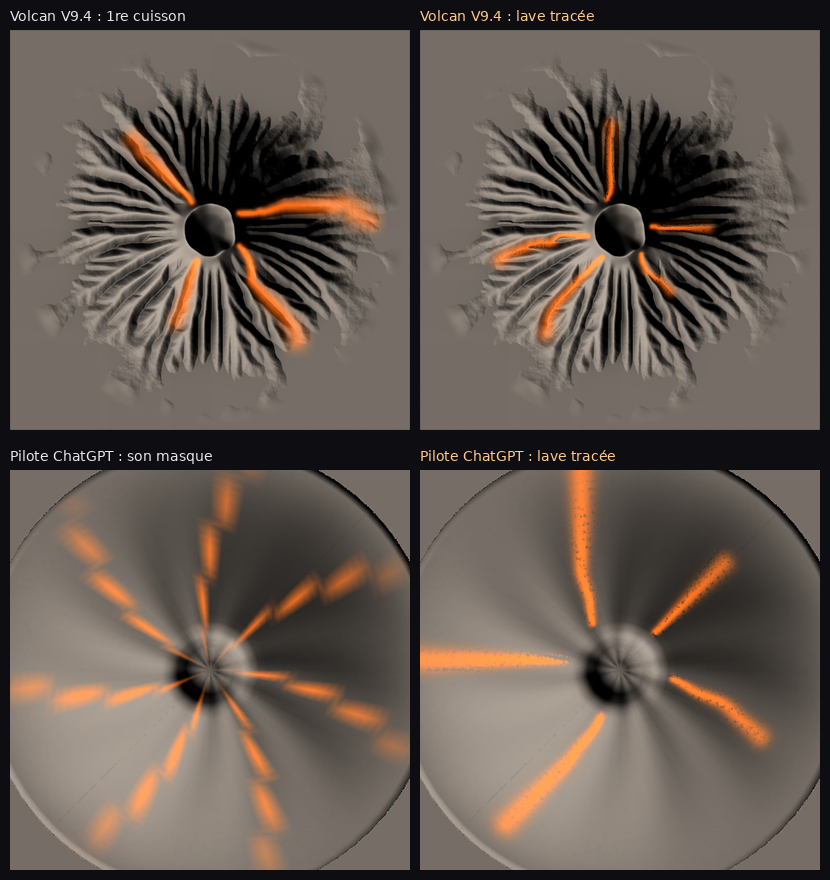 Volcan V9.4 : 1re cuisson
Volcan V9.4 : lave tracée
Pilote ChatGPT : son masque
Pilote ChatGPT : lave tracée